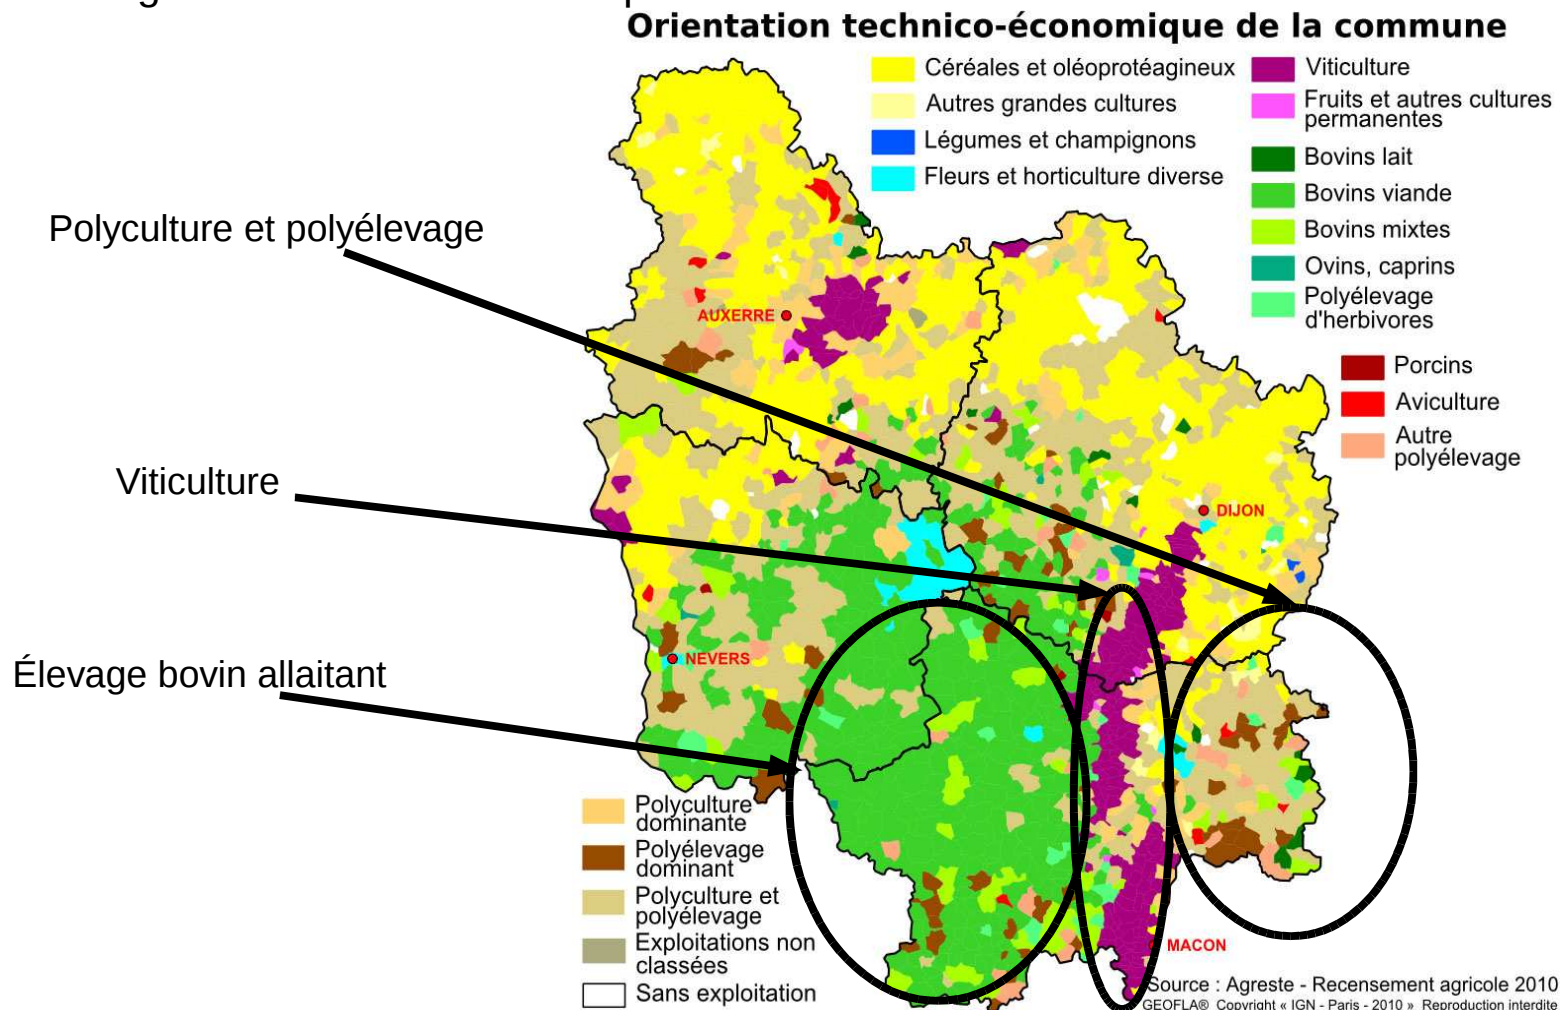 Orientation technico-économique de la commune
Céréales et oléoprotéagineux
Autres grandes cultures
Légumes et champignons
Fleurs et horticulture diverse
Viticulture
Fruits et autres cultures
permanentes
Bovins lait
Bovins viande
Bovins mixtes
Ovins, caprins
Polyélevage
d'herbivores
Porcins
Aviculture
Autre
polyélevage
Polyculture et polyélevage
Viticulture
Élevage bovin allaitant
AUXERRE
DIJON
NEVERS
MACON
Polyculture
dominante
Polyélevage
dominant
Polyculture et
polyélevage
Exploitations non
classées
Sans exploitation
Source : Agreste - Recensement agricole 2010
GEOFLA® Copyright « IGN - Paris - 2010 » Reproduction interdite